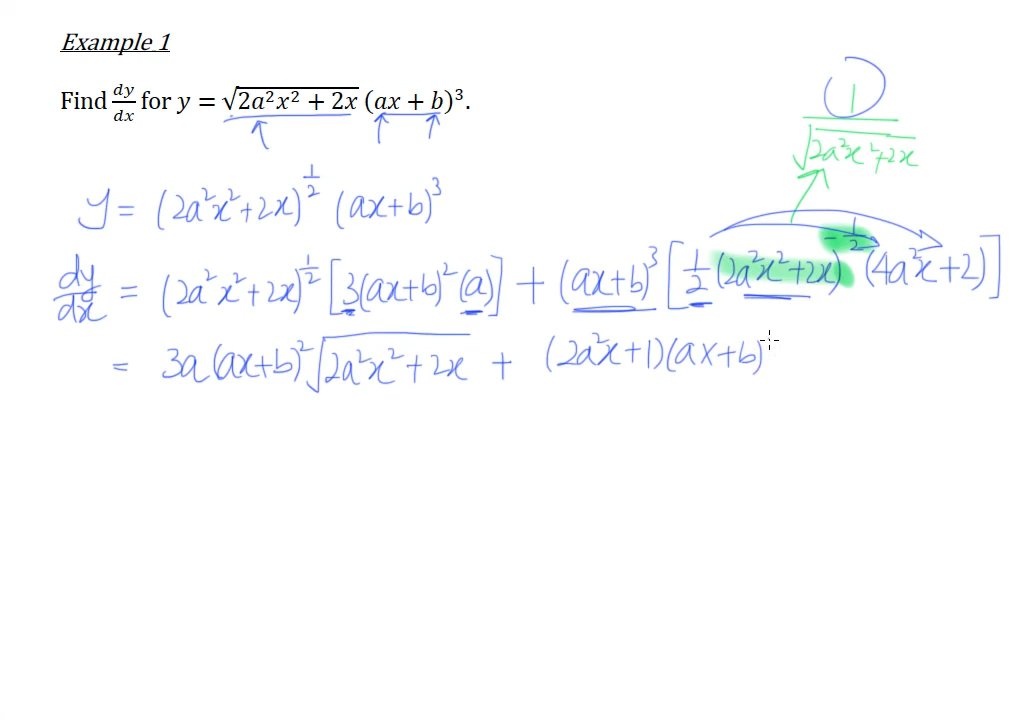 Example 1
Find dy/dx for y = √(2a²x² + 2x) (ax + b)³.
1/√(2a²x²+2x)
y = (2a²x²+2x)^(1/2) (ax+b)³
dy/dx = (2a²x²+2x)^(1/2) [3(ax+b)²(a)] + (ax+b)³ [1/2 (2a²x²+2x)^(-1/2) (4a²x+2)]
= 3a(ax+b)² √(2a²x²+2x) + (2a²x+1)(ax+b)